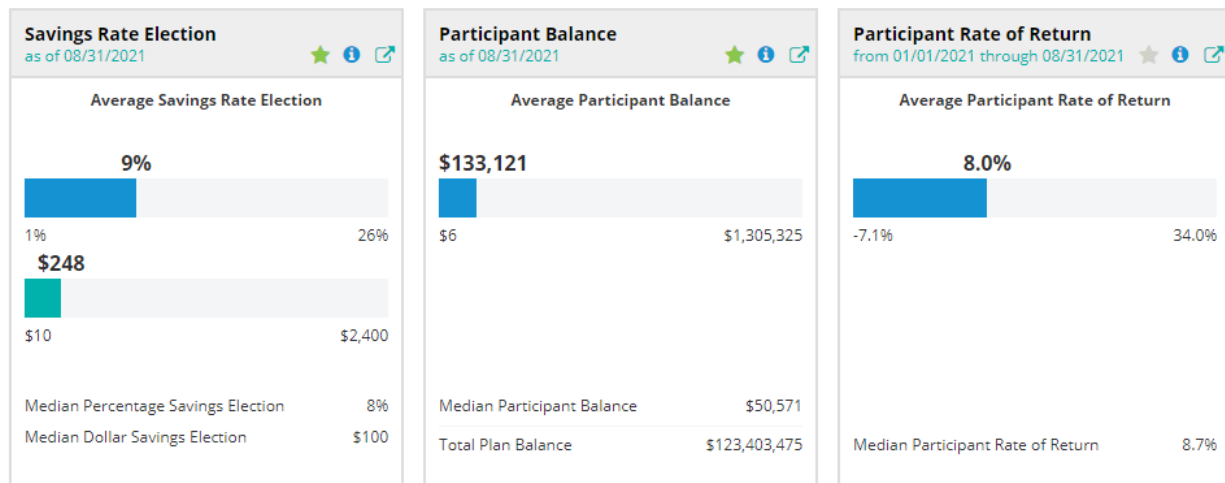 Savings Rate Election
as of 08/31/2021
Average Savings Rate Election
9%
1% 26%
$248
$10 $2,400
Median Percentage Savings Election 8%
Median Dollar Savings Election $100
Participant Balance
as of 08/31/2021
Average Participant Balance
$133,121
$6 $1,305,325
Median Participant Balance $50,571
Total Plan Balance $123,403,475
Participant Rate of Return
from 01/01/2021 through 08/31/2021
Average Participant Rate of Return
8.0%
-7.1% 34.0%
Median Participant Rate of Return 8.7%